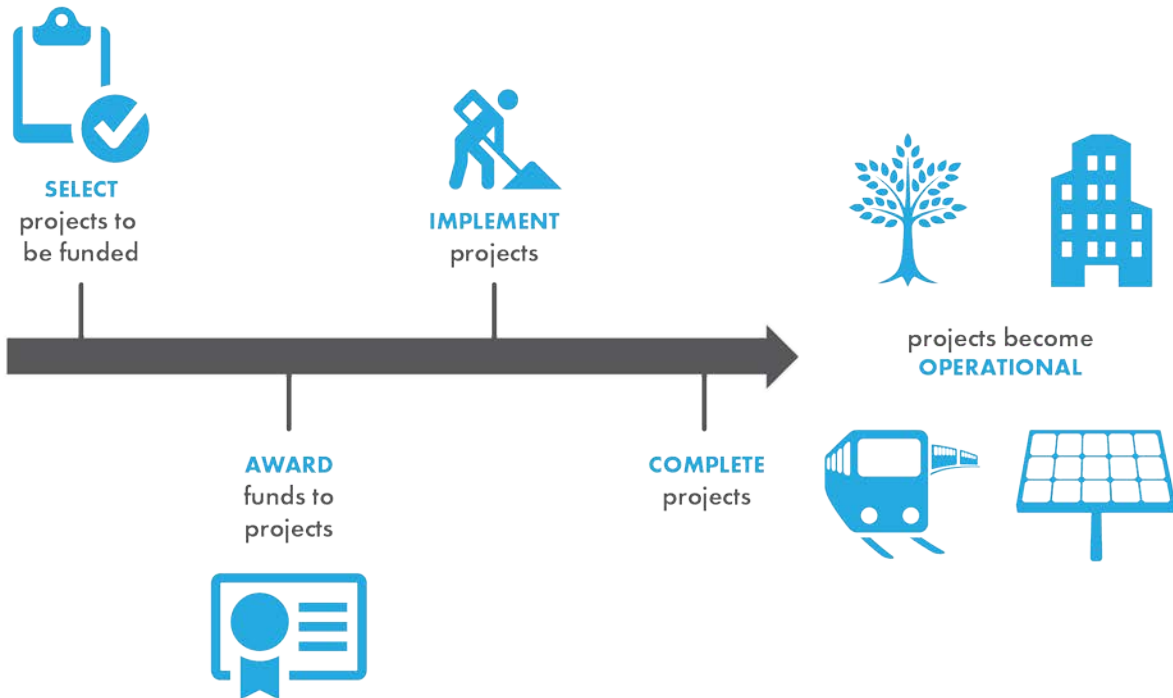 SELECT
projects to
be funded
AWARD
funds to
projects
IMPLEMENT
projects
COMPLETE
projects
projects become
OPERATIONAL